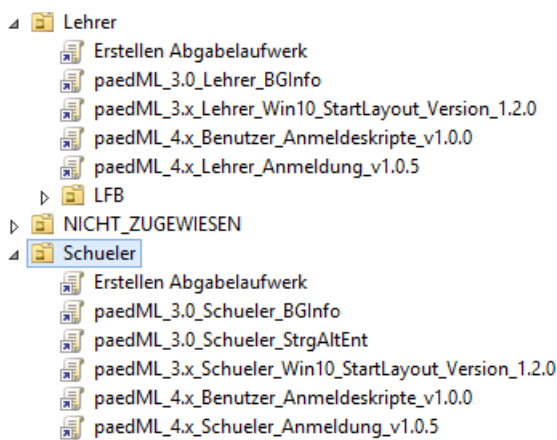 Lehrer
Erstellen Abgabelaufwerk
paedML_3.0_Lehrer_BGInfo
paedML_3.x_Lehrer_Win10_StartLayout_Version_1.2.0
paedML_4.x_Benutzer_Anmeldeskripte_v1.0.0
paedML_4.x_Lehrer_Anmeldung_v1.0.5
LFB
NICHT_ZUGEWIESEN
Schueler
Erstellen Abgabelaufwerk
paedML_3.0_Schueler_BGInfo
paedML_3.0_Schueler_StrgAltEnt
paedML_3.x_Schueler_Win10_StartLayout_Version_1.2.0
paedML_4.x_Benutzer_Anmeldeskripte_v1.0.0
paedML_4.x_Schueler_Anmeldung_v1.0.5